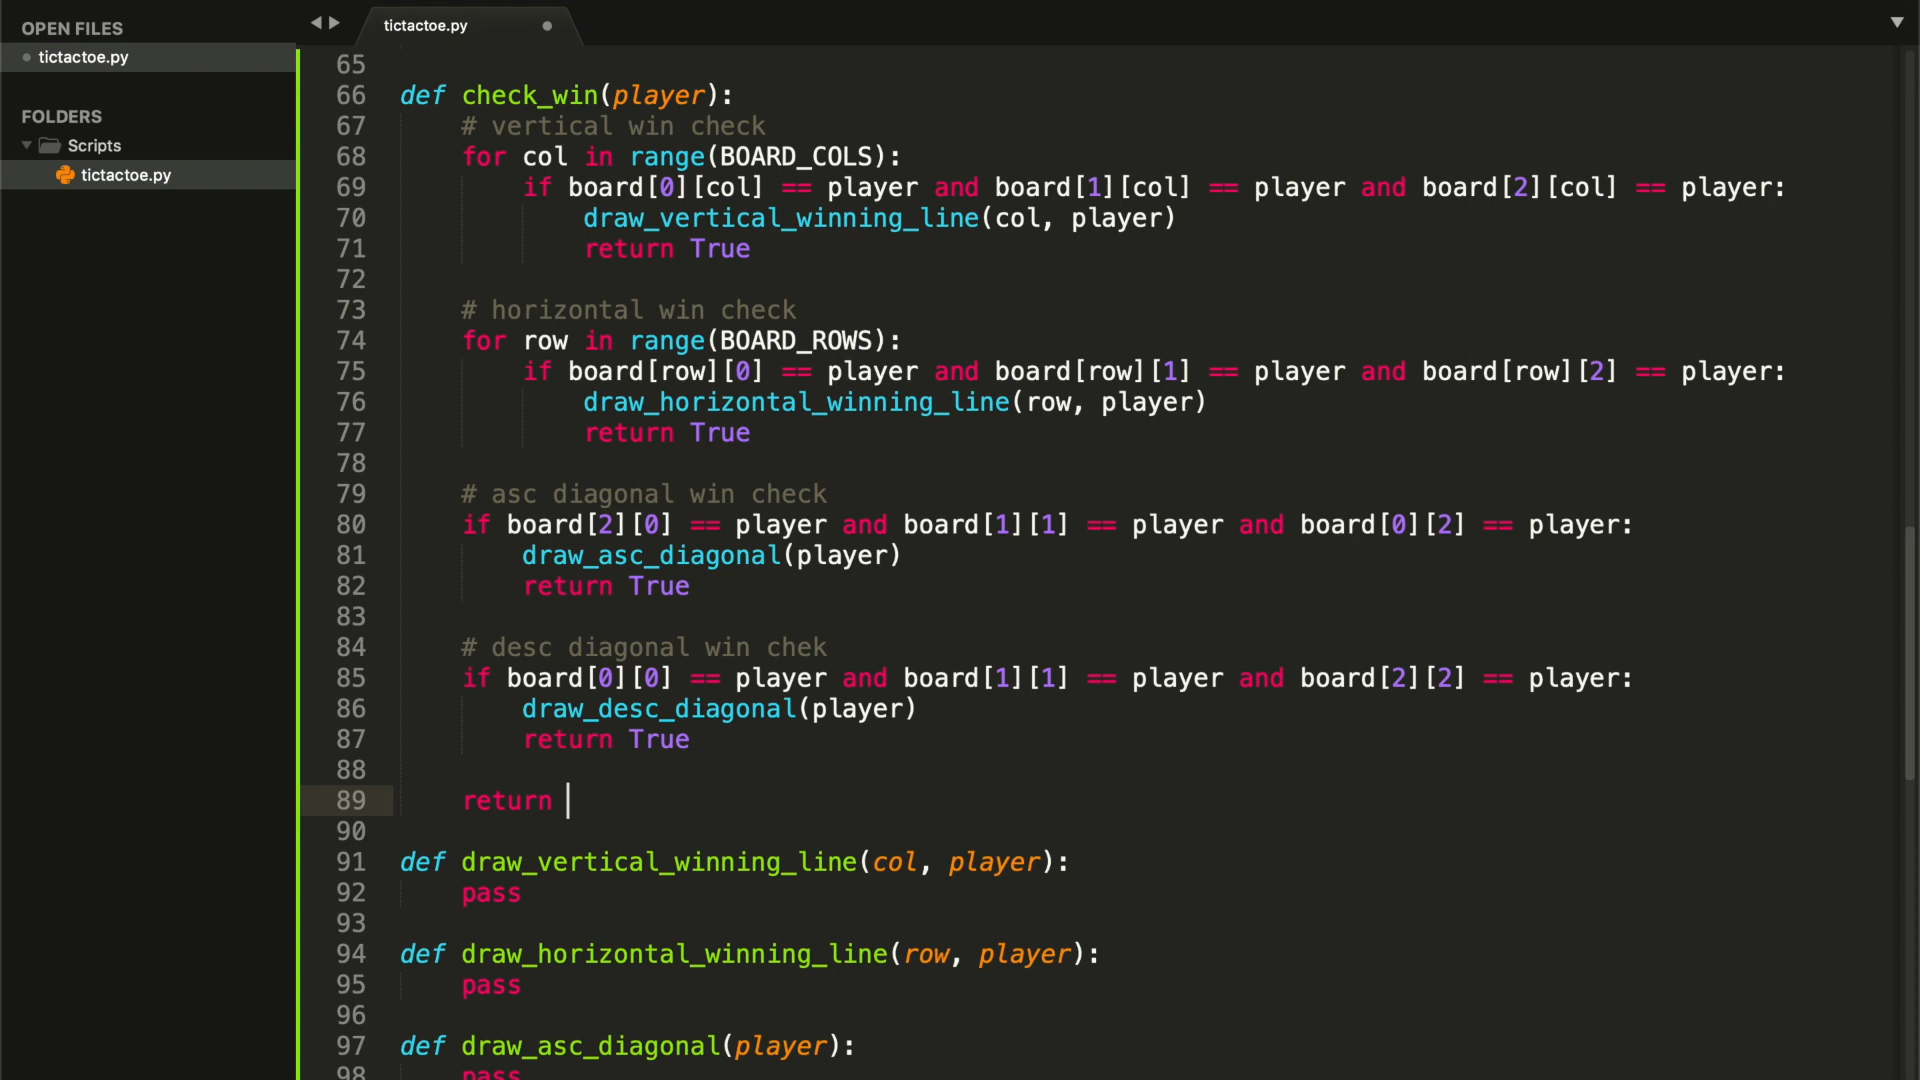 OPEN FILES
tictactoe.py
FOLDERS
Scripts
tictactoe.py
tictactoe.py
65
66 def check_win(player):
67     # vertical win check
68     for col in range(BOARD_COLS):
69         if board[0][col] == player and board[1][col] == player and board[2][col] == player:
70             draw_vertical_winning_line(col, player)
71             return True
72
73     # horizontal win check
74     for row in range(BOARD_ROWS):
75         if board[row][0] == player and board[row][1] == player and board[row][2] == player:
76             draw_horizontal_winning_line(row, player)
77             return True
78
79     # asc diagonal win check
80     if board[2][0] == player and board[1][1] == player and board[0][2] == player:
81         draw_asc_diagonal(player)
82         return True
83
84     # desc diagonal win chek
85     if board[0][0] == player and board[1][1] == player and board[2][2] == player:
86         draw_desc_diagonal(player)
87         return True
88
89     return
90
91 def draw_vertical_winning_line(col, player):
92     pass
93
94 def draw_horizontal_winning_line(row, player):
95     pass
96
97 def draw_asc_diagonal(player):
98     pass